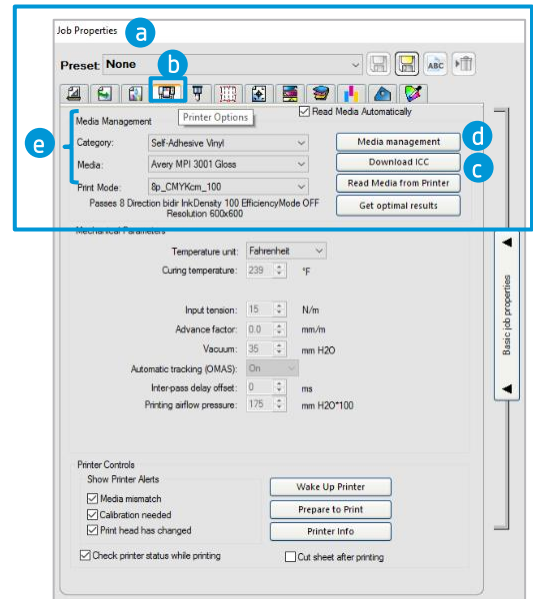 Job Properties a
Preset: None b
ABC
Printer Options
Media Management
Read Media Automatically
e
Category: Self-Adhesive Vinyl Media management d
Media: Avery MPI 3001 Gloss Download ICC c
Print Mode: 8p_CMYKcm_100 Read Media from Printer
Passes 8 Direction bidr InkDensity 100 EfficiencyMode OFF
Resolution 600x600
Get optimal results
Mechanical Parameters
Temperature unit: Fahrenheit
Curing temperature: 239 °F
Input tension: 15 N/m
Advance factor: 0.0 mm/m
Vacuum: 35 mm H2O
Automatic tracking (OMAS): On
Inter-pass delay offset: 0 ms
Printing airflow pressure: 175 mm H2O*100
Basic job properties
Printer Controls
Show Printer Alerts
Media mismatch
Calibration needed
Print head has changed
Wake Up Printer
Prepare to Print
Printer Info
Check printer status while printing
Cut sheet after printing